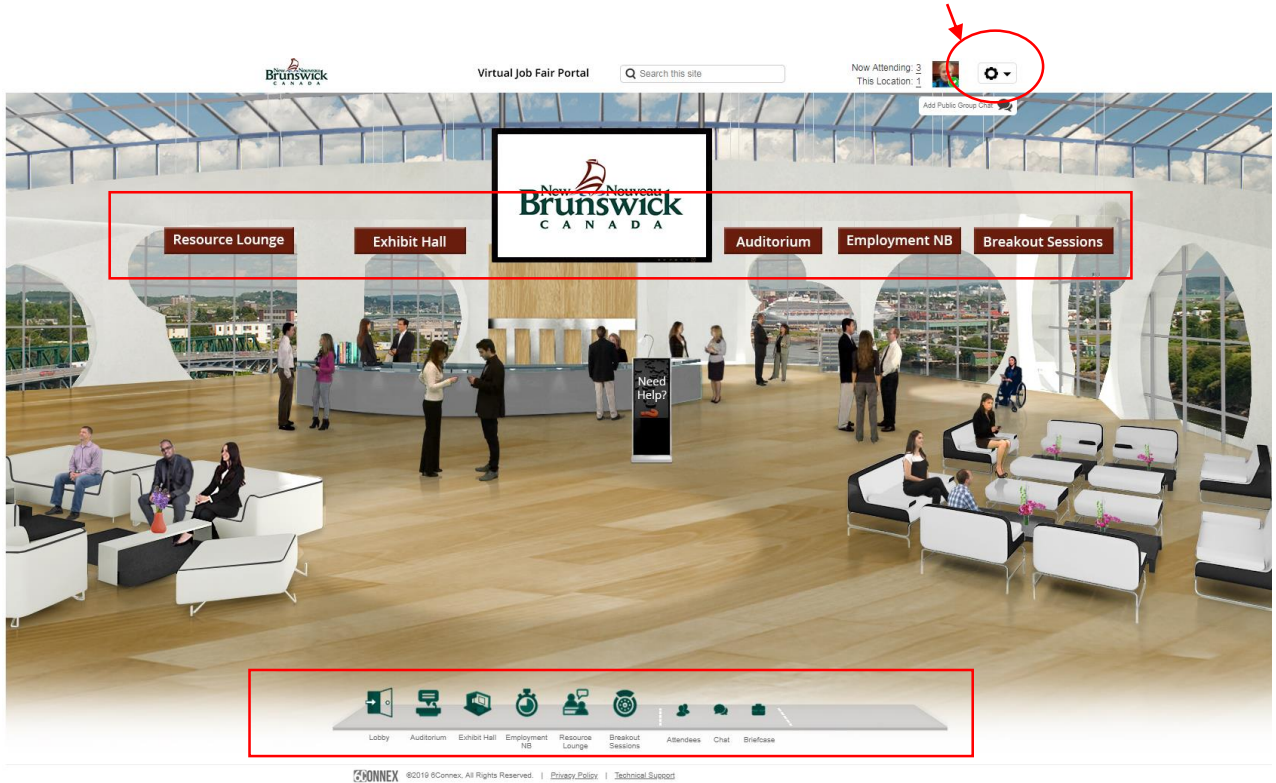 New Nouveau
Brunswick
CANADA
Virtual Job Fair Portal
Search this site
Now Attending: 3
This Location: 1
Add Public Group Chat
New Nouveau
Brunswick
CANADA
Resource Lounge
Exhibit Hall
Auditorium
Employment NB
Breakout Sessions
Need
Help?
Lobby
Auditorium
Exhibit Hall
Employment
NB
Resource
Lounge
Breakout
Sessions
Attendees
Chat
Briefcase
6CONNEX ©2019 6Connex, All Rights Reserved. | Privacy Policy | Technical Support